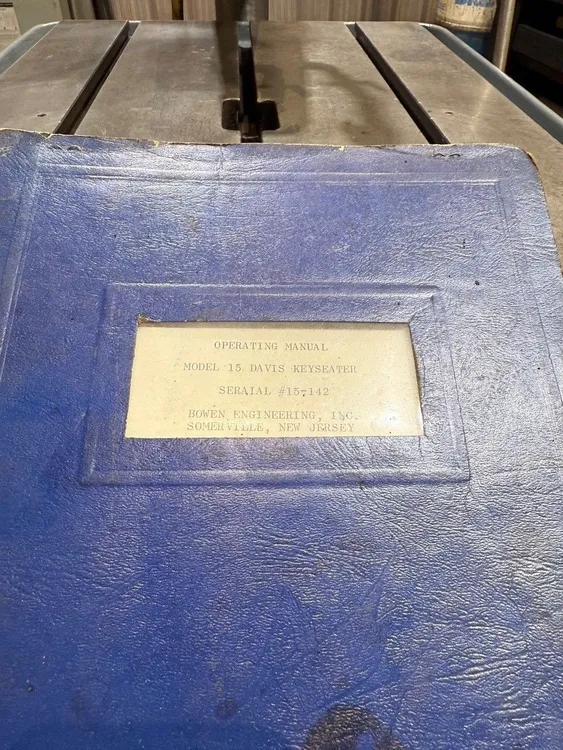 OPERATING MANUAL
MODEL 15 DAVIS KEYSEATER
SERAIAL #15-142
BOWEN ENGINEERING, INC.
SOMERVILLE, NEW JERSEY